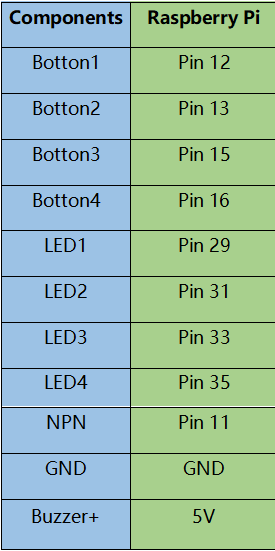 Components Raspberry Pi
Botton1 Pin 12
Botton2 Pin 13
Botton3 Pin 15
Botton4 Pin 16
LED1 Pin 29
LED2 Pin 31
LED3 Pin 33
LED4 Pin 35
NPN Pin 11
GND GND
Buzzer+ 5V